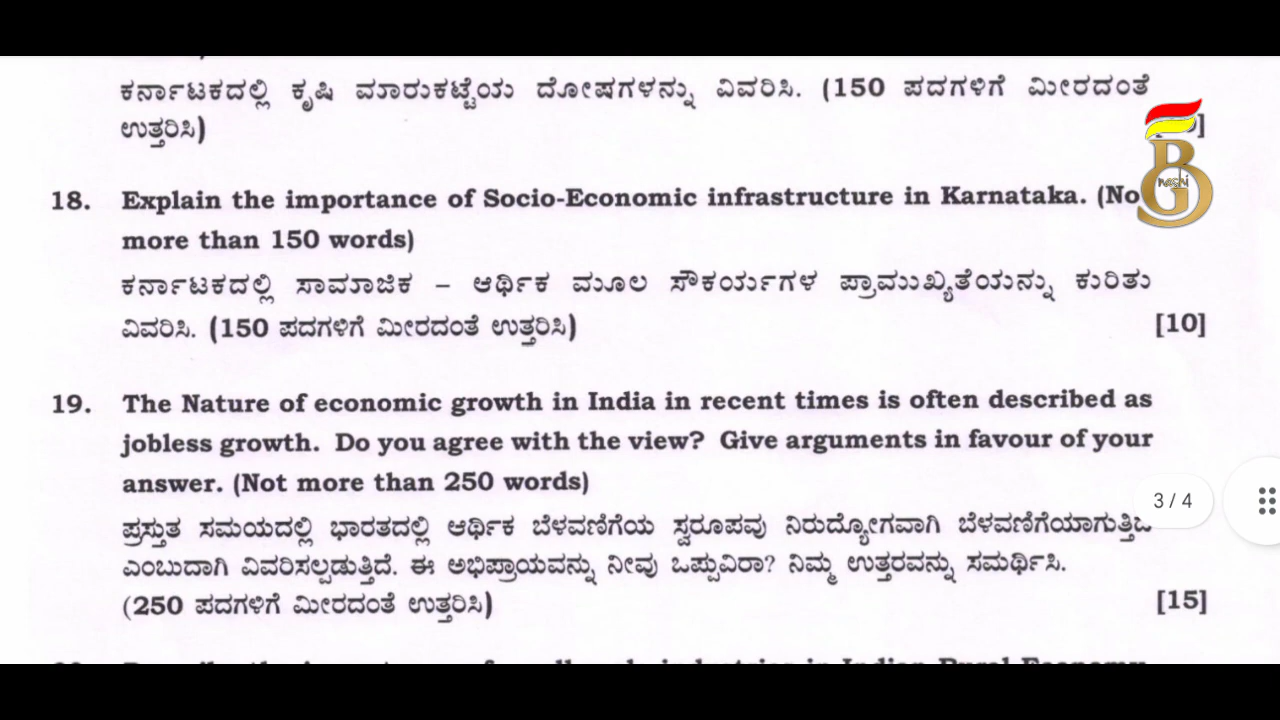 ಕರ್ನಾಟಕದಲ್ಲಿ ಕೃಷಿ ಮಾರುಕಟ್ಟೆಯ ದೋಷಗಳನ್ನು ವಿವರಿಸಿ. (150 ಪದಗಳಿಗೆ ಮೀರದಂತೆ
ಉತ್ತರಿಸಿ)
18. Explain the importance of Socio-Economic infrastructure in Karnataka. (No
more than 150 words)
ಕರ್ನಾಟಕದಲ್ಲಿ ಸಾಮಾಜಿಕ – ಆರ್ಥಿಕ ಮೂಲ ಸೌಕರ್ಯಗಳ ಪ್ರಾಮುಖ್ಯತೆಯನ್ನು ಕುರಿತು
ವಿವರಿಸಿ. (150 ಪದಗಳಿಗೆ ಮೀರದಂತೆ ಉತ್ತರಿಸಿ) [10]
19. The Nature of economic growth in India in recent times is often described as
jobless growth. Do you agree with the view? Give arguments in favour of your
answer. (Not more than 250 words)
3 / 4
ಪ್ರಸ್ತುತ ಸಮಯದಲ್ಲಿ ಭಾರತದಲ್ಲಿ ಆರ್ಥಿಕ ಬೆಳವಣಿಗೆಯ ಸ್ವರೂಪವು ನಿರುದ್ಯೋಗವಾಗಿ
ಎಂಬುದಾಗಿ ವಿವರಿಸಲ್ಪಡುತ್ತಿದೆ. ಈ ಅಭಿಪ್ರಾಯವನ್ನು ನೀವು ಒಪ್ಪುವಿರಾ? ನಿಮ್ಮ ಉತ್ತರವನ್ನು ಸಮರ್ಥಿಸಿ.
(250 ಪದಗಳಿಗೆ ಮೀರದಂತೆ ಉತ್ತರಿಸಿ) [15]